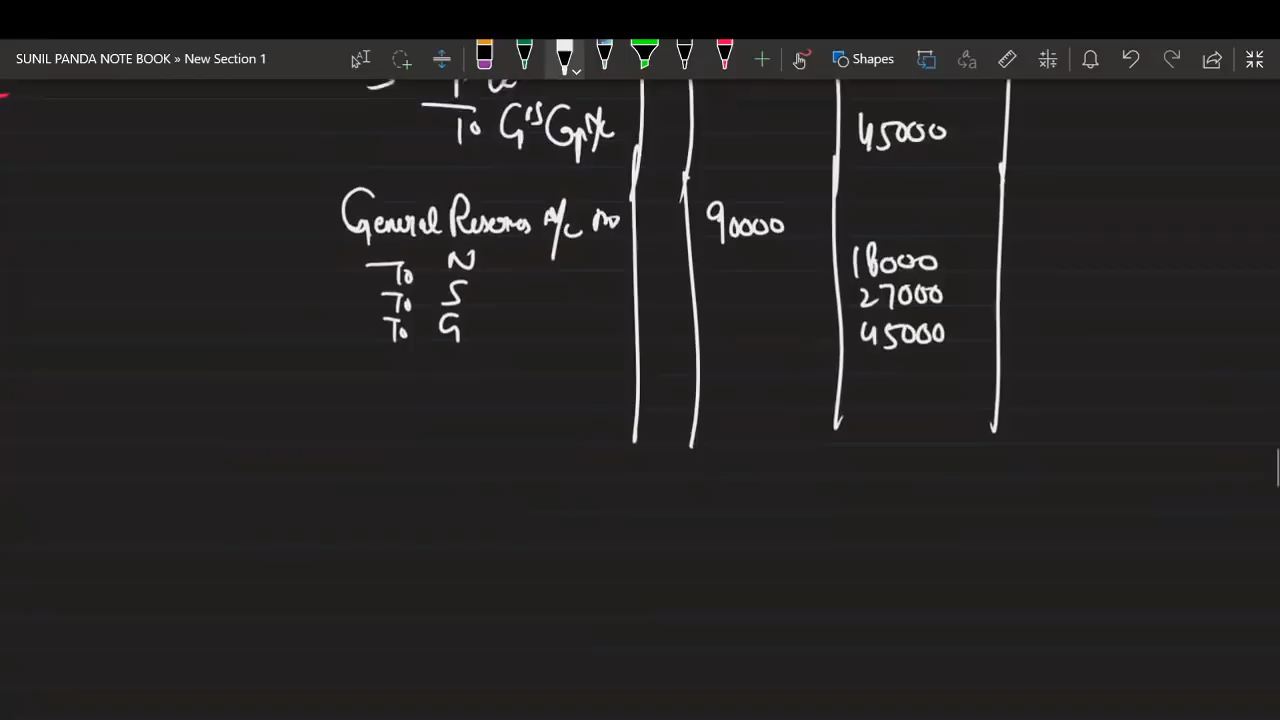 SUNIL PANDA NOTE BOOK » New Section 1
Shapes
To G's Cap A/c 45000
General Reserves A/c Dr 90000
To N 18000
To S 27000
To G 45000